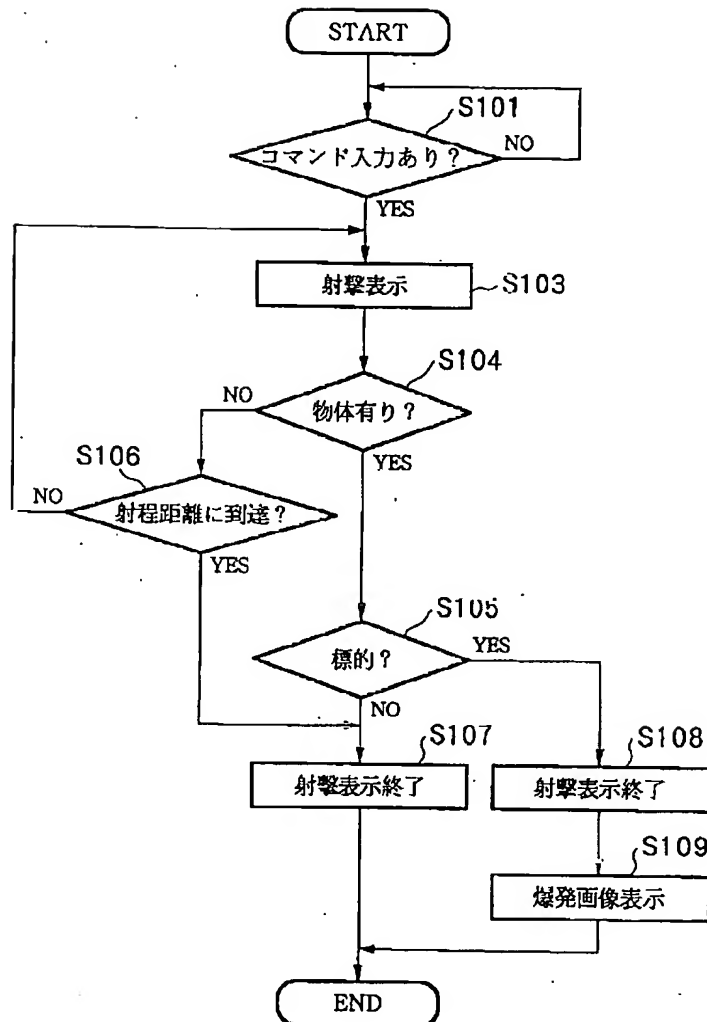 START
S101
コマンド入力あり？
NO
YES
射撃表示
S103
S104
NO
物体有り？
YES
S106
NO
射程距離に到達？
YES
S105
標的？
YES
NO
S107
S108
射撃表示終了
射撃表示終了
S109
爆発画像表示
END